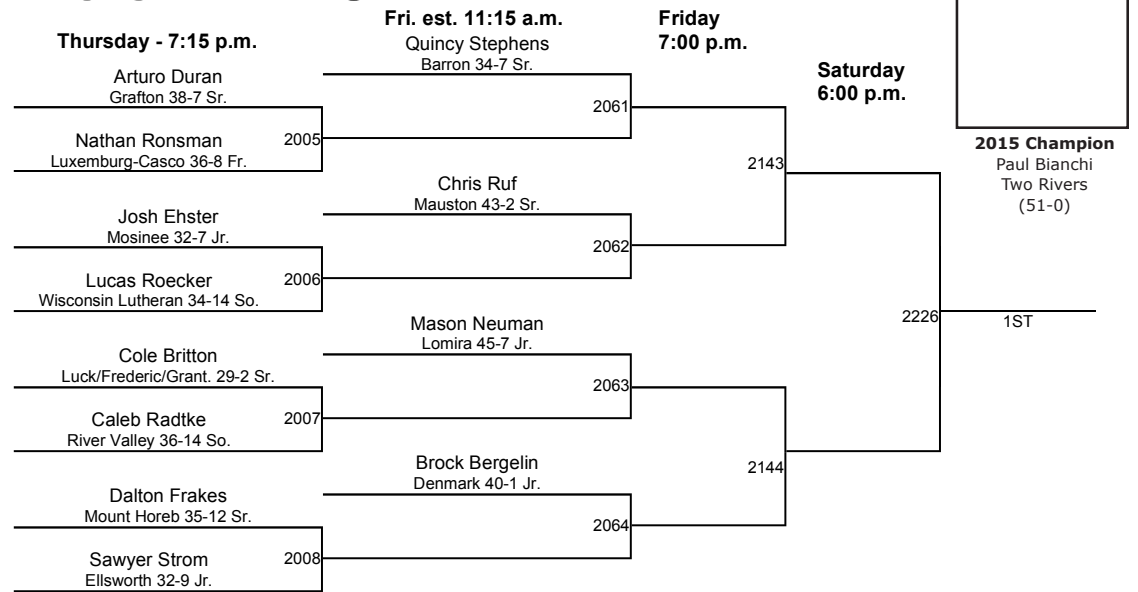 Thursday - 7:15 p.m.
Fri. est. 11:15 a.m.
Friday
7:00 p.m.
Saturday
6:00 p.m.
Quincy Stephens
Barron 34-7 Sr.
Arturo Duran
Grafton 38-7 Sr.
2061
Nathan Ronsman
Luxemburg-Casco 36-8 Fr.
2005
2143
2015 Champion
Paul Bianchi
Two Rivers
(51-0)
Chris Ruf
Mauston 43-2 Sr.
Josh Ehster
Mosinee 32-7 Jr.
2062
Lucas Roecker
Wisconsin Lutheran 34-14 So.
2006
2226
1ST
Mason Neuman
Lomira 45-7 Jr.
Cole Britton
Luck/Frederic/Grant. 29-2 Sr.
2063
Caleb Radtke
River Valley 36-14 So.
2007
2144
Brock Bergelin
Denmark 40-1 Jr.
Dalton Frakes
Mount Horeb 35-12 Sr.
2064
Sawyer Strom
Ellsworth 32-9 Jr.
2008